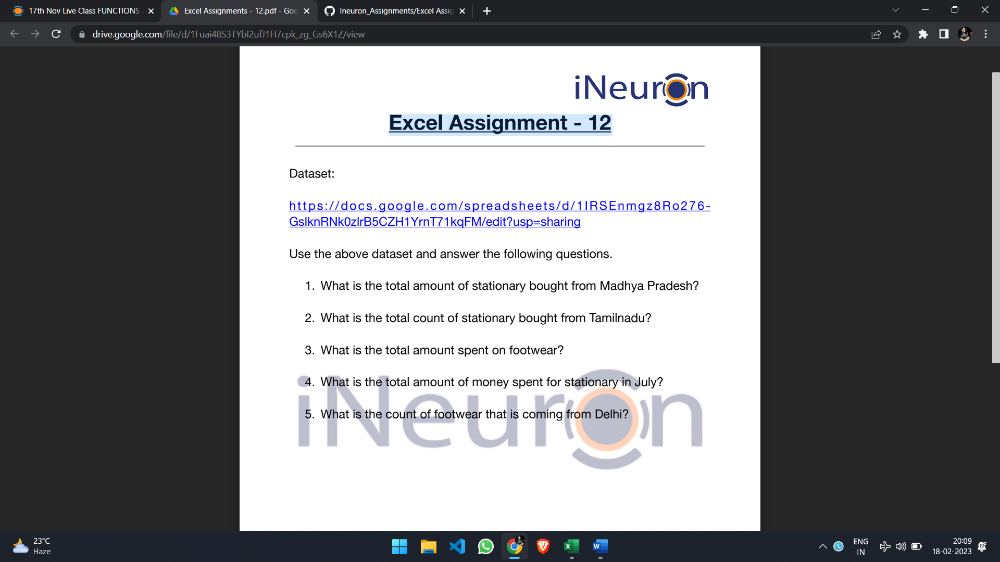 17th Nov Live Class FUNCTIONS
Excel Assignments - 12.pdf - Goo
Ineuron_Assignments/Excel Assig
drive.google.com/file/d/1Fuai48S3TYbI2ufJ1H7cpk_zg_Gs6X1Z/view
iNeuron
Excel Assignment - 12
Dataset:
https://docs.google.com/spreadsheets/d/1IRSEnmgz8Ro276-
GslknRNk0zlrB5CZH1YrnT71kqFM/edit?usp=sharing
Use the above dataset and answer the following questions.
1. What is the total amount of stationary bought from Madhya Pradesh?
2. What is the total count of stationary bought from Tamilnadu?
3. What is the total amount spent on footwear?
4. What is the total amount of money spent for stationary in July?
5. What is the count of footwear that is coming from Delhi?
iNeuron
23°C
Haze
ENG
IN
20:09
18-02-2023